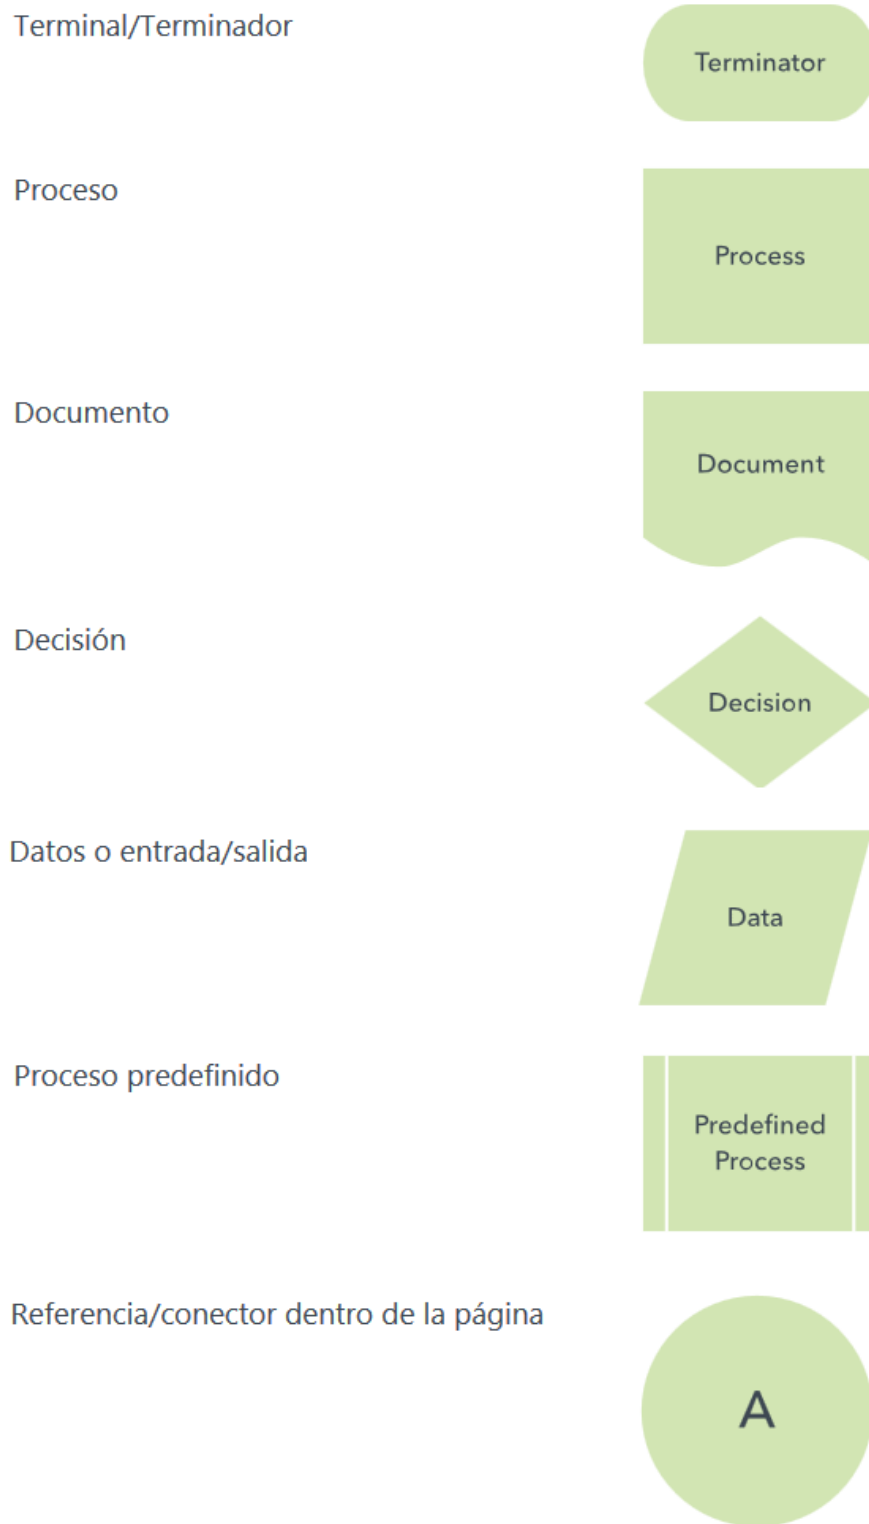 Terminal/Terminador
Terminator
Proceso
Process
Documento
Document
Decisión
Decision
Datos o entrada/salida
Data
Proceso predefinido
Predefined
Process
Referencia/conector dentro de la página
A